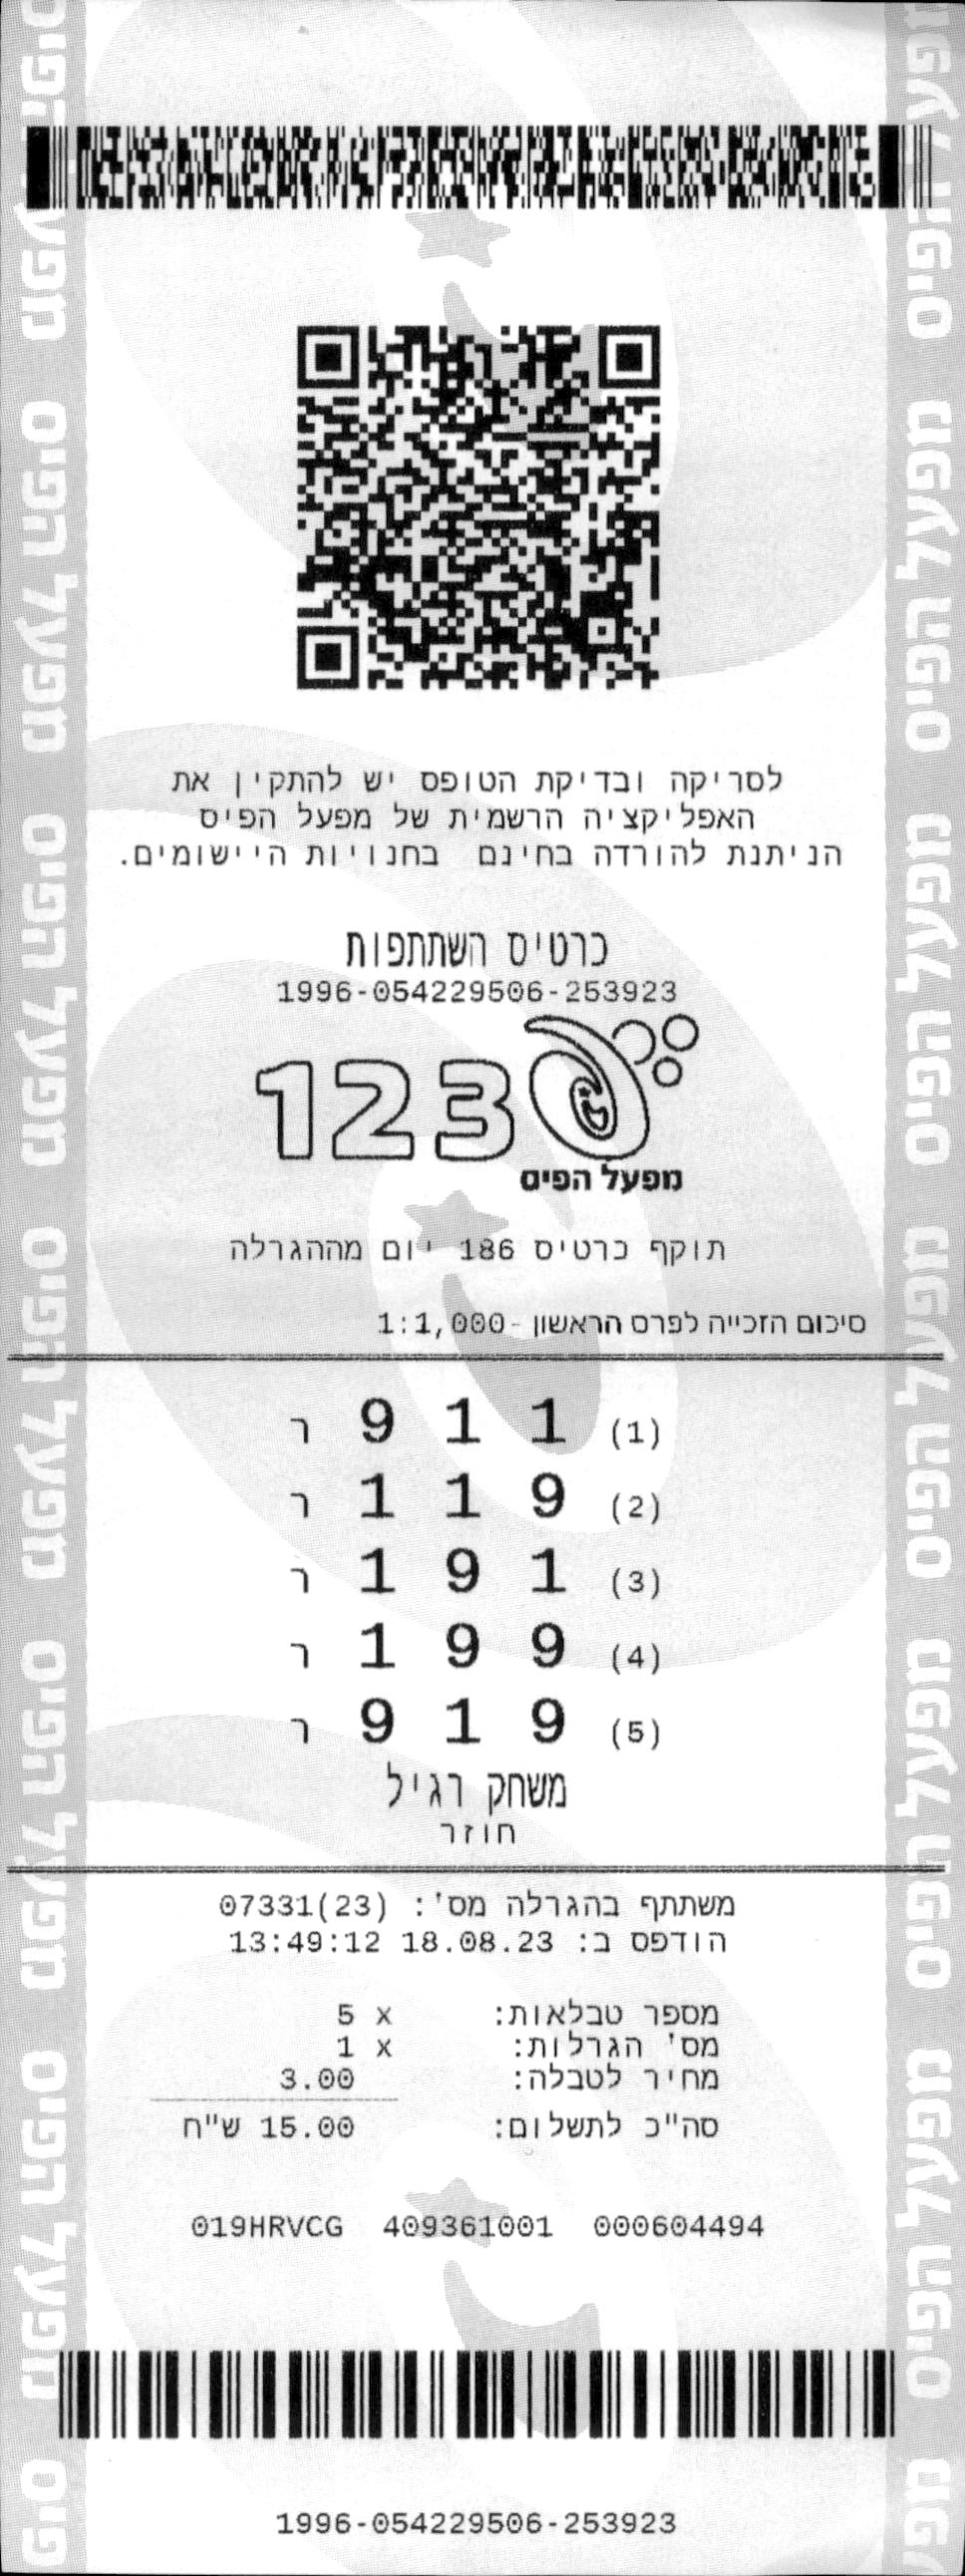 לסריקה ובדיקת הטופס יש להתקין את
האפליקציה הרשמית של מפעל הפיס
הניתנת להורדה בחינם בחנויות היישומים.
כרטיס השתתפות
1996-054229506-253923
123
מפעל הפיס
תוקף כרטיס 186 יום מההגרלה
סיכום הזכייה לפרס הראשון -1:1,000
(1) 9 1 1 ר
(2) 1 1 9 ר
(3) 1 9 1 ר
(4) 1 9 9 ר
(5) 9 1 9 ר
משחק רגיל
חוזר
משתתף בהגרלה מס': 07331(23)
הודפס ב: 18.08.23 13:49:12
מספר טבלאות: x 5
מס' הגרלות: x 1
מחיר לטבלה: 3.00
סה"כ לתשלום: 15.00 ש"ח
019HRVCG 409361001 000604494
1996-054229506-253923
מפעל הפיס מפעל הפיס מפעל הפיס מפעל הפיס מפעל הפיס מפעל הפיס
מפעל הפיס מפעל הפיס מפעל הפיס מפעל הפיס מפעל הפיס מפעל הפיס